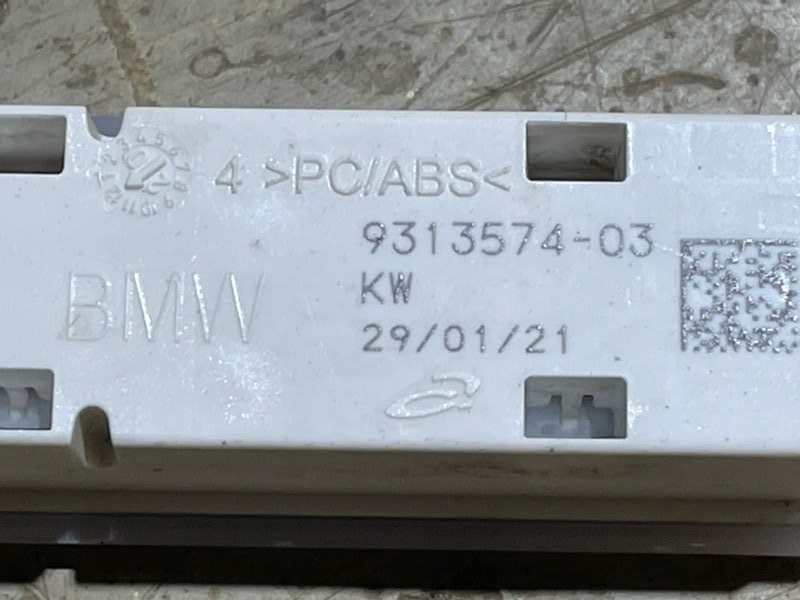 4 >PC/ABS<
9313574-03
BMW
KW
29/01/21